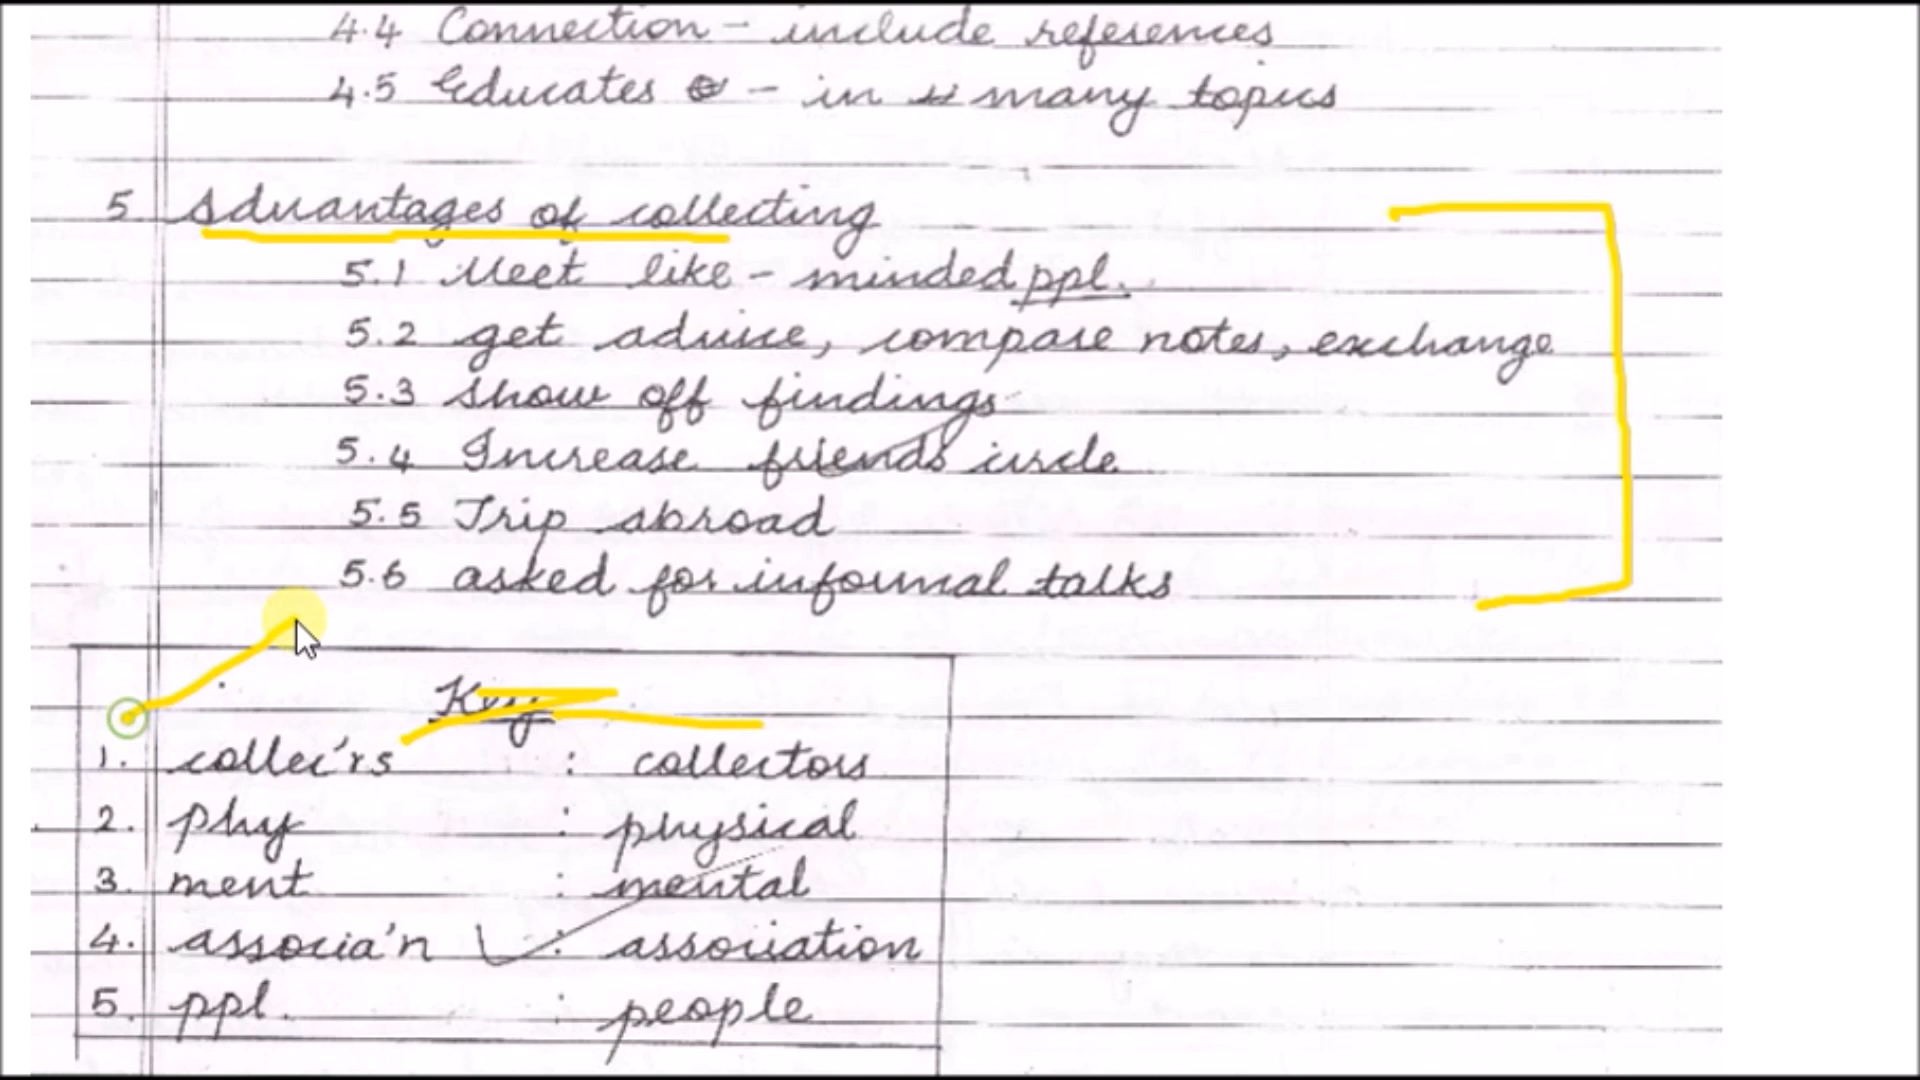 4.4 Connection - include references
4.5 Educates - in many topics
5. Advantages of collecting
5.1 Meet like-minded ppl.
5.2 get advice, compare notes, exchange
5.3 Show off findings
5.4 Increase friends circle
5.5 Trip abroad
5.6 asked for informal talks
Key
1. collec'rs : collectors
2. phy : physical
3. ment : mental
4. associa'n : association
5. ppl. : people